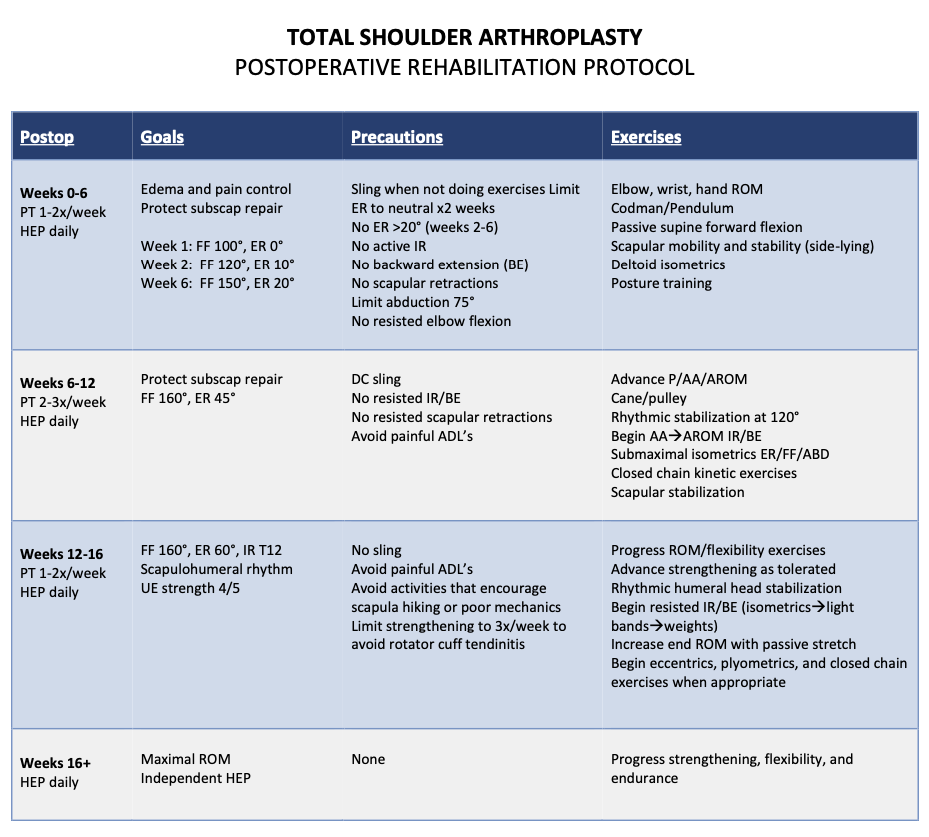 TOTAL SHOULDER ARTHROPLASTY
POSTOPERATIVE REHABILITATION PROTOCOL
Postop
Goals
Precautions
Exercises
Weeks 0-6
PT 1-2x/week
HEP daily
Edema and pain control
Protect subscap repair
Week 1: FF 100°, ER 0°
Week 2:  FF 120°, ER 10°
Week 6:  FF 150°, ER 20°
Sling when not doing exercises Limit
ER to neutral x2 weeks
No ER >20° (weeks 2-6)
No active IR
No backward extension (BE)
No scapular retractions
Limit abduction 75°
No resisted elbow flexion
Elbow, wrist, hand ROM
Codman/Pendulum
Passive supine forward flexion
Scapular mobility and stability (side-lying)
Deltoid isometrics
Posture training
Weeks 6-12
PT 2-3x/week
HEP daily
Protect subscap repair
FF 160°, ER 45°
DC sling
No resisted IR/BE
No resisted scapular retractions
Avoid painful ADL’s
Advance P/AA/AROM
Cane/pulley
Rhythmic stabilization at 120°
Begin AA→AROM IR/BE
Submaximal isometrics ER/FF/ABD
Closed chain kinetic exercises
Scapular stabilization
Weeks 12-16
PT 1-2x/week
HEP daily
FF 160°, ER 60°, IR T12
Scapulohumeral rhythm
UE strength 4/5
No sling
Avoid painful ADL’s
Avoid activities that encourage
scapula hiking or poor mechanics
Limit strengthening to 3x/week to
avoid rotator cuff tendinitis
Progress ROM/flexibility exercises
Advance strengthening as tolerated
Rhythmic humeral head stabilization
Begin resisted IR/BE (isometrics→light
bands→weights)
Increase end ROM with passive stretch
Begin eccentrics, plyometrics, and closed chain
exercises when appropriate
Weeks 16+
HEP daily
Maximal ROM
Independent HEP
None
Progress strengthening, flexibility, and
endurance